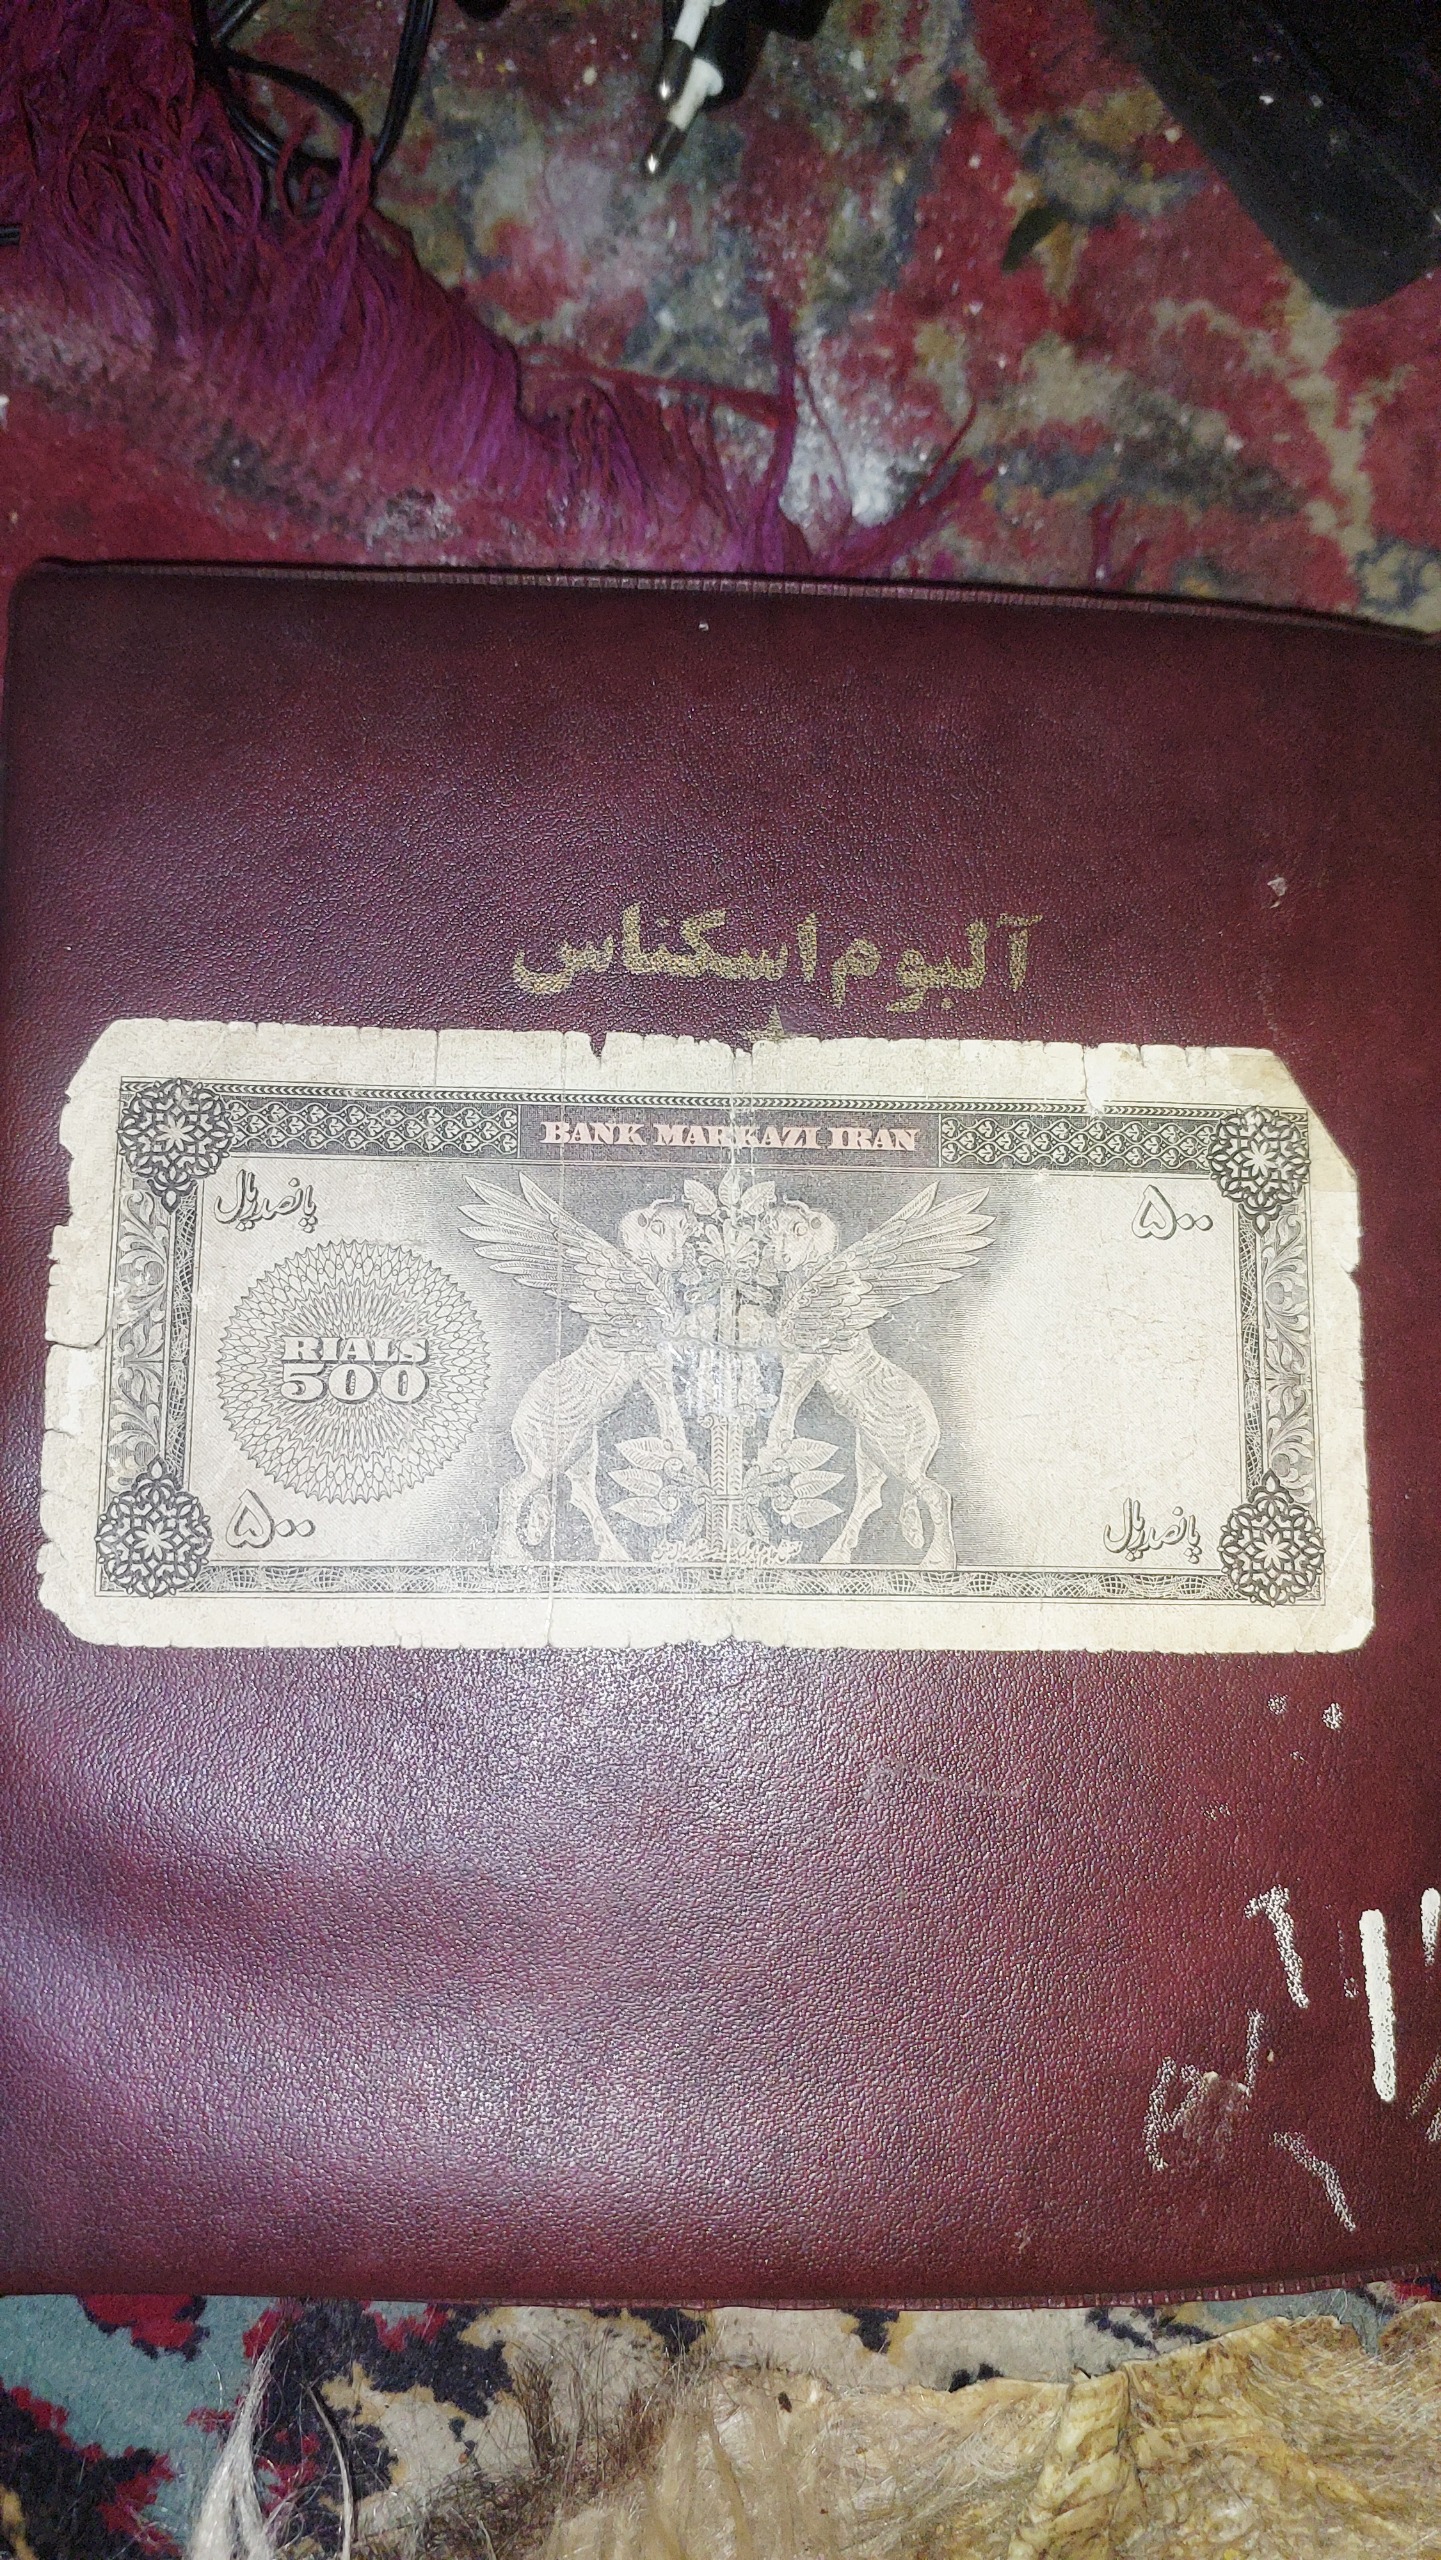 آلبوم اسکناس
BANK MARKAZI IRAN
پانصد ریال
۵۰۰
RIALS
500
۵۰۰
پانصد ریال